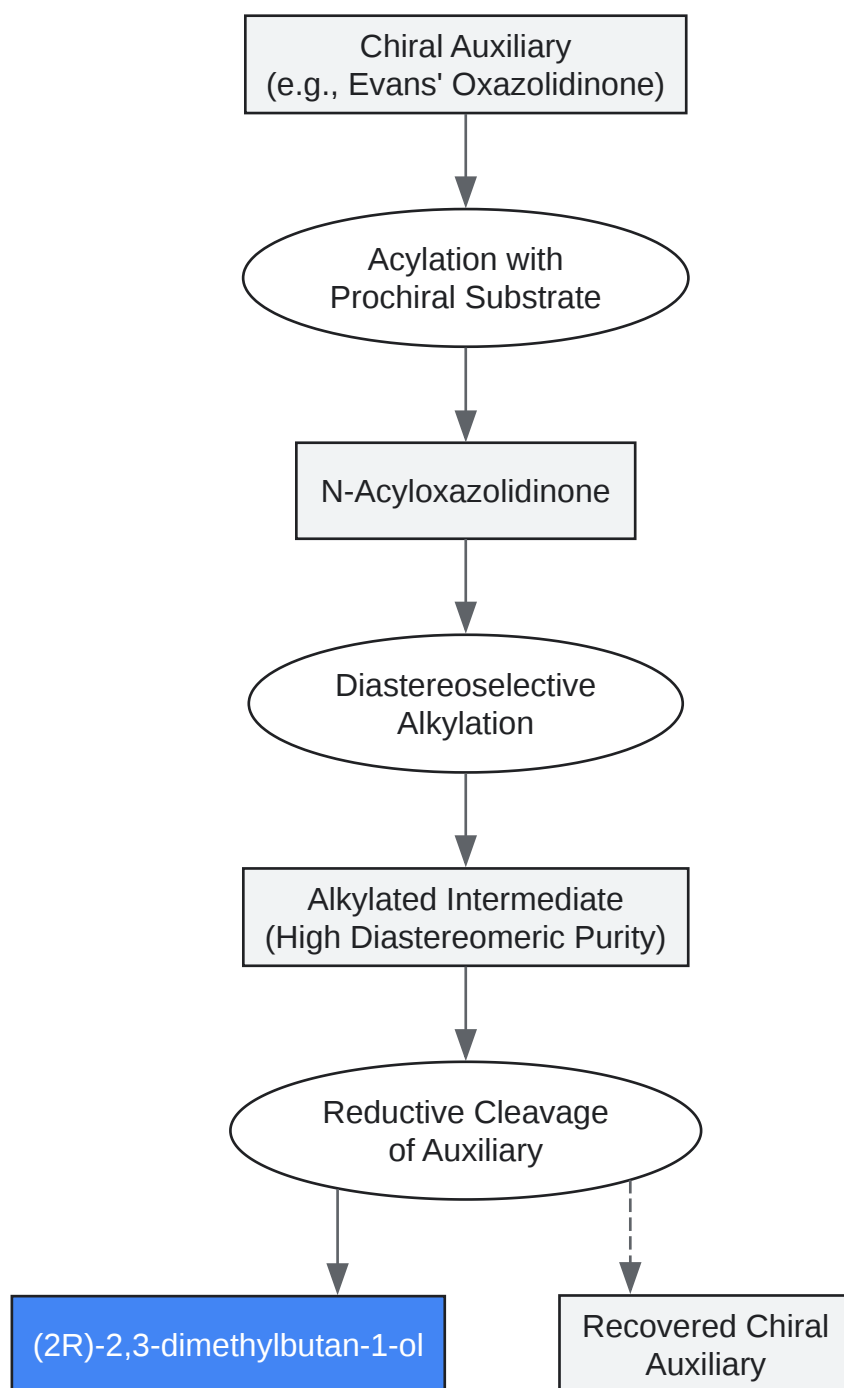 Chiral Auxiliary
(e.g., Evans' Oxazolidinone)
Acylation with
Prochiral Substrate
N-Acyloxazolidinone
Diastereoselective
Alkylation
Alkylated Intermediate
(High Diastereomeric Purity)
Reductive Cleavage
of Auxiliary
(2R)-2,3-dimethylbutan-1-ol
Recovered Chiral
Auxiliary